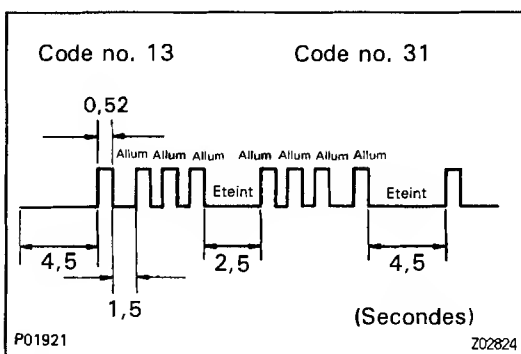 Code no. 13 Code no. 31
0,52
Allum Allum Allum Allum Allum Allum Allum
Eteint Eteint
4,5 2,5 4,5
1,5
(Secondes)
P01921 Z02824